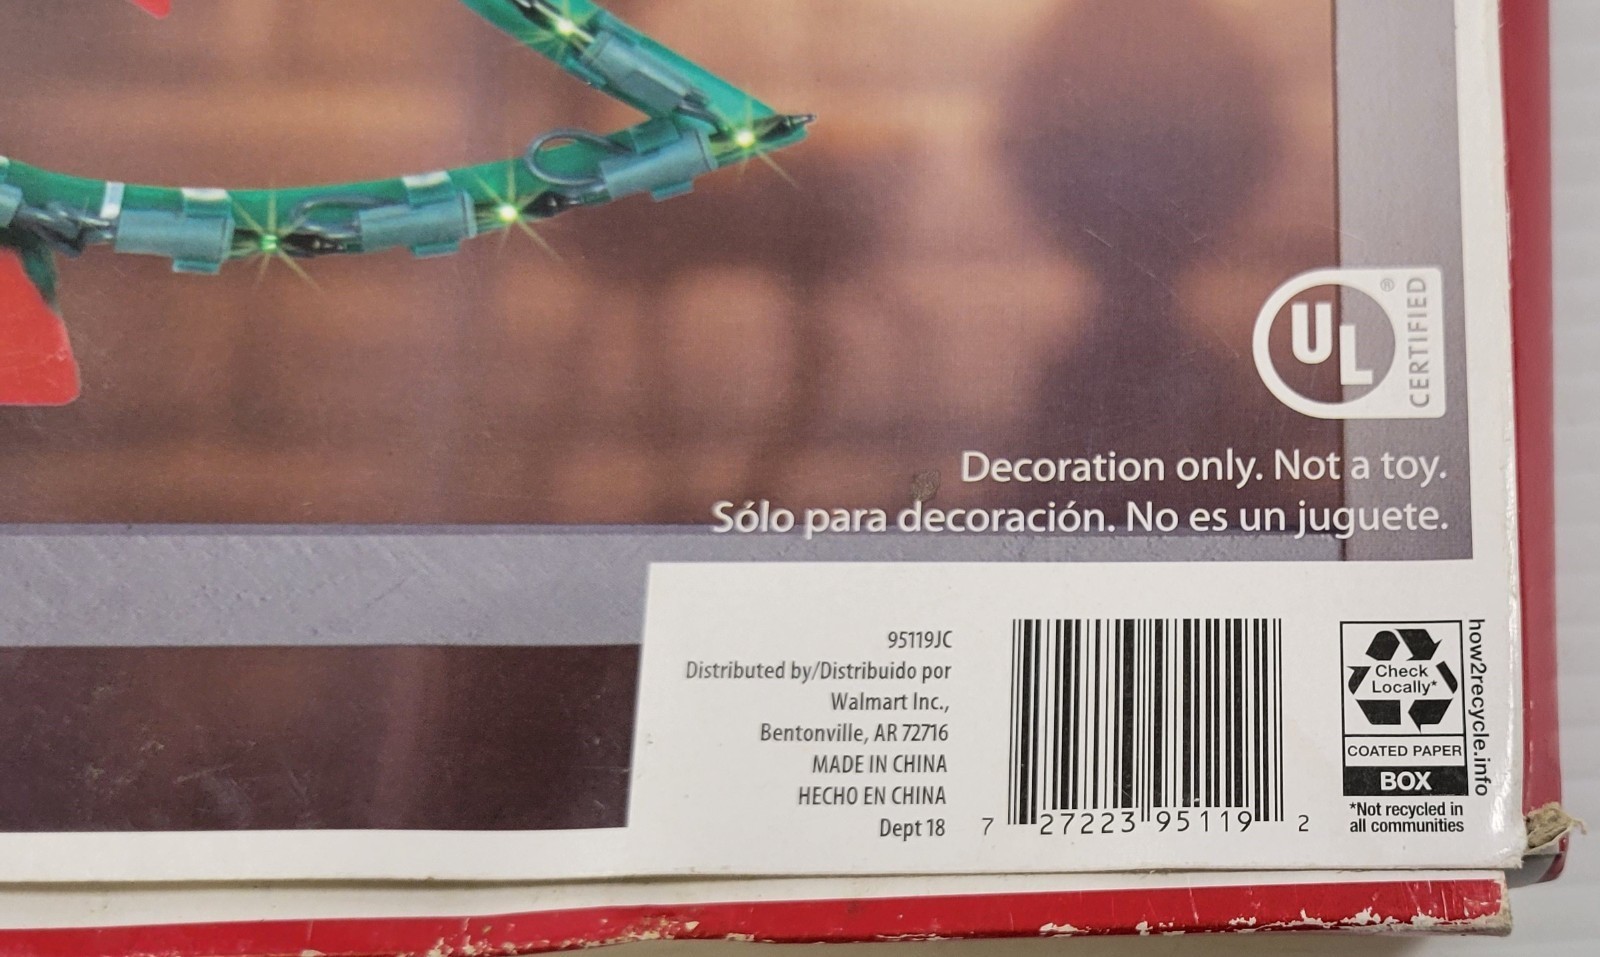 UL
®
CERTIFIED
Decoration only. Not a toy.
Sólo para decoración. No es un juguete.
95119JC
Distributed by/Distribuido por
Walmart Inc.,
Bentonville, AR 72716
MADE IN CHINA
HECHO EN CHINA
Dept 18
7 27223 95119 2
Check
Locally*
COATED PAPER
BOX
*Not recycled in
all communities
how2recycle.info